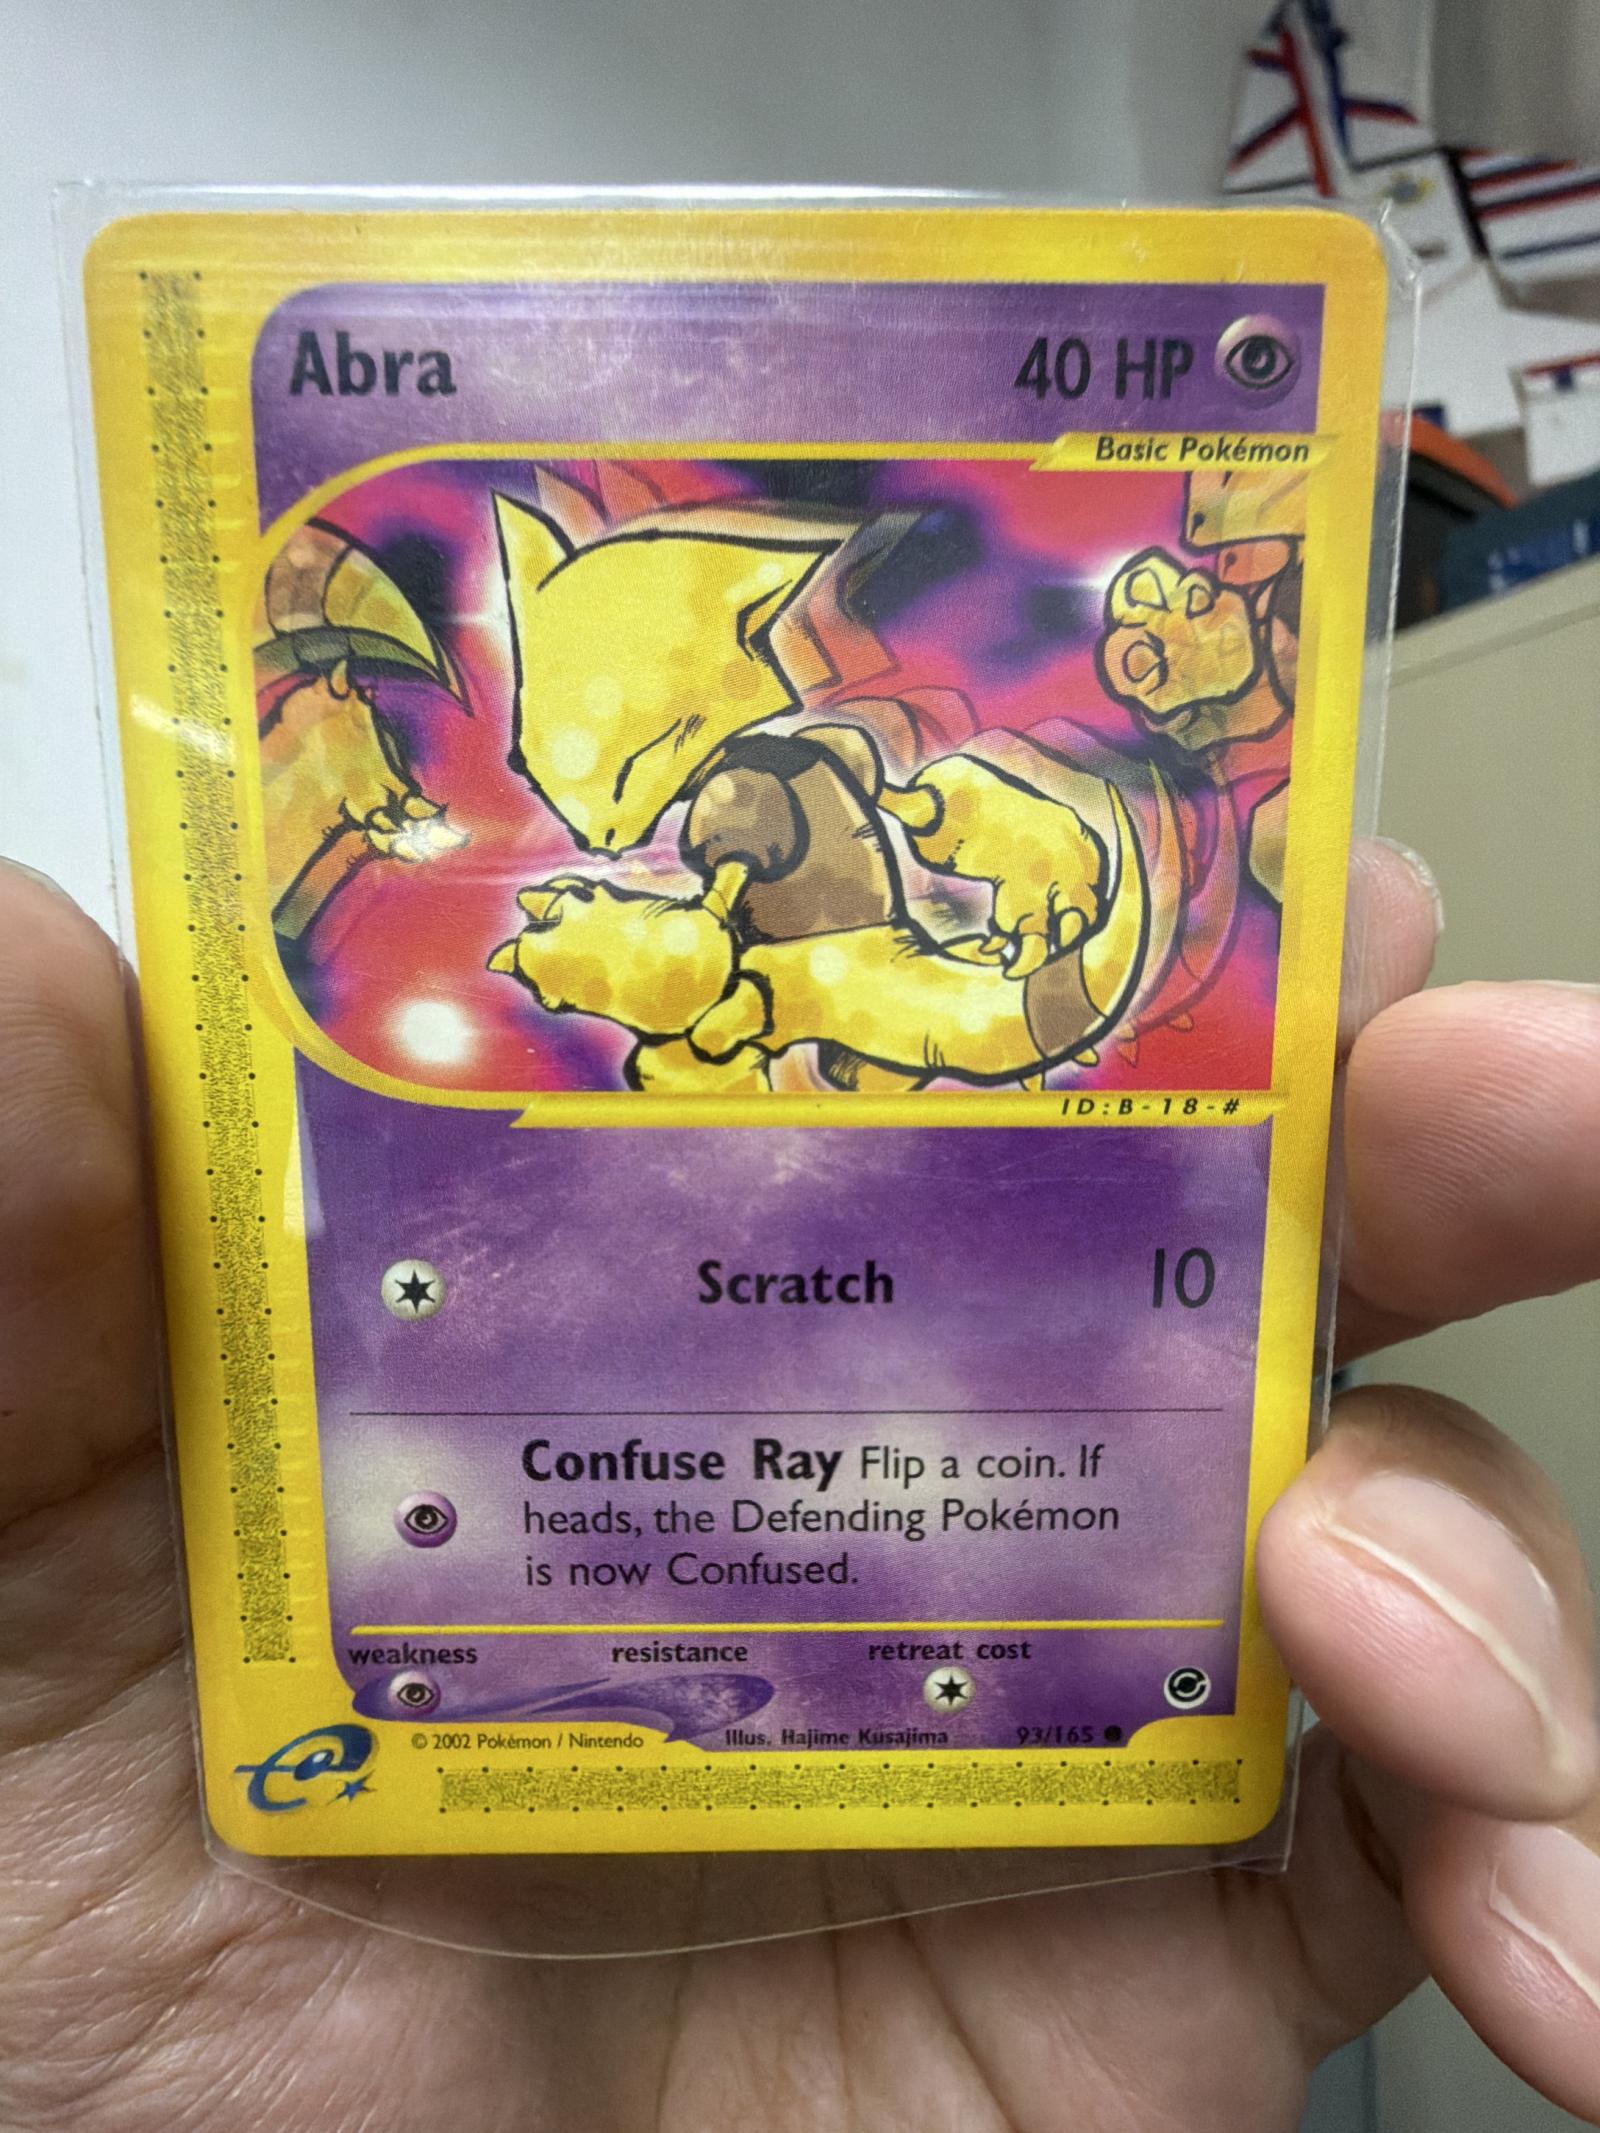 Abra 40 HP
Basic Pokémon
ID:B-18-#
Scratch 10
Confuse Ray Flip a coin. If
heads, the Defending Pokémon
is now Confused.
weakness resistance retreat cost
© 2002 Pokémon / Nintendo Illus. Hajime Kusajima 93/165
e